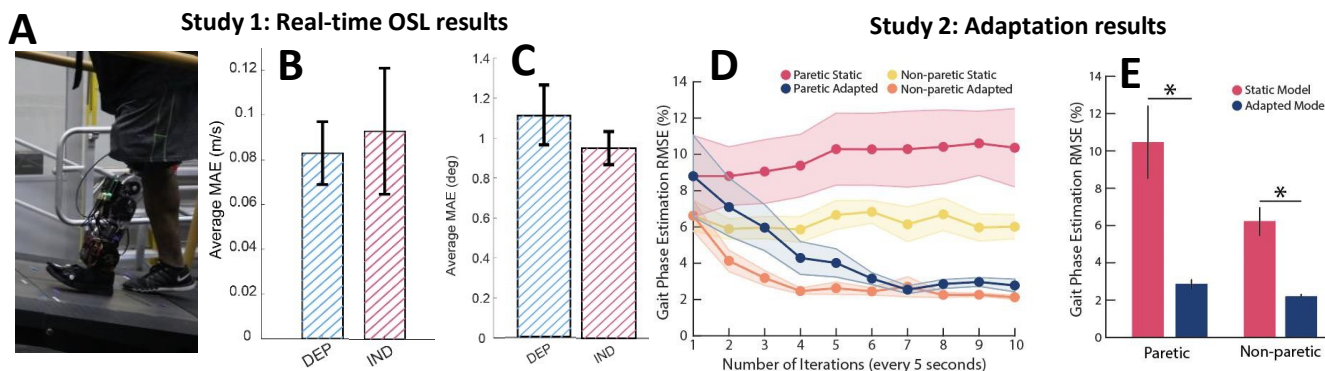 Study 1: Real-time OSL results
Study 2: Adaptation results
A
B
Average MAE (m/s)
0.12
0.1
0.08
0.06
0.04
0.02
0
DEP
IND
C
Average MAE (deg)
1.4
1.2
1
0.8
0.6
0.4
0.2
0
DEP
IND
D
Paretic Static
Non-paretic Static
Paretic Adapted
Non-paretic Adapted
Gait Phase Estimation RMSE (%)
14
12
10
8
6
4
2
0
1 2 3 4 5 6 7 8 9 10
Number of Iterations (every 5 seconds)
E
Static Model
Adapted Mode
Gait Phase Estimation RMSE (%)
14
12
10
8
6
4
2
0
*
*
Paretic
Non-paretic